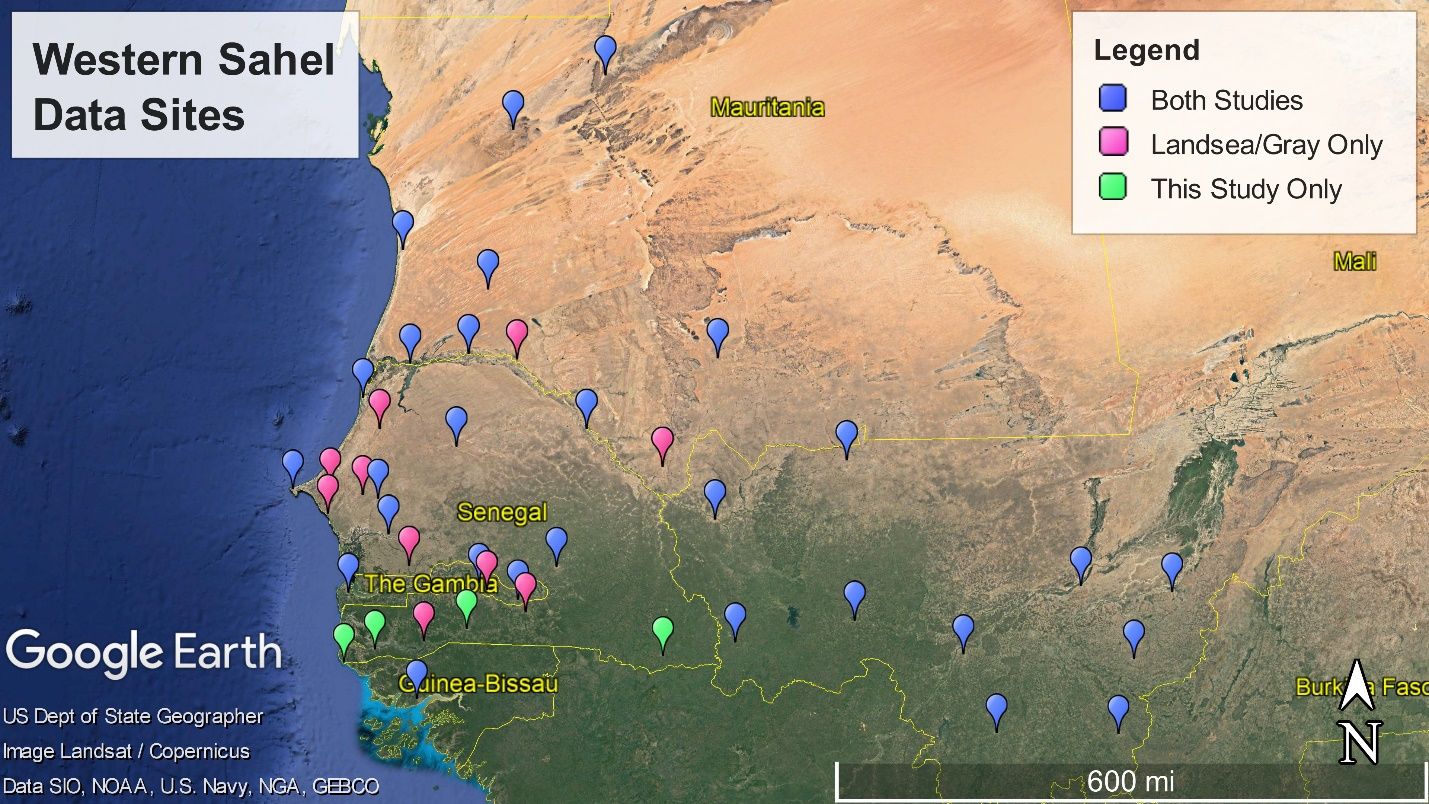 Western Sahel
Data Sites
Legend
Both Studies
Landsea/Gray Only
This Study Only
Mauritania
Mali
Senegal
The Gambia
Guinea-Bissau
Google Earth
US Dept of State Geographer
Image Landsat / Copernicus
Data SIO, NOAA, U.S. Navy, NGA, GEBCO
N
600 mi